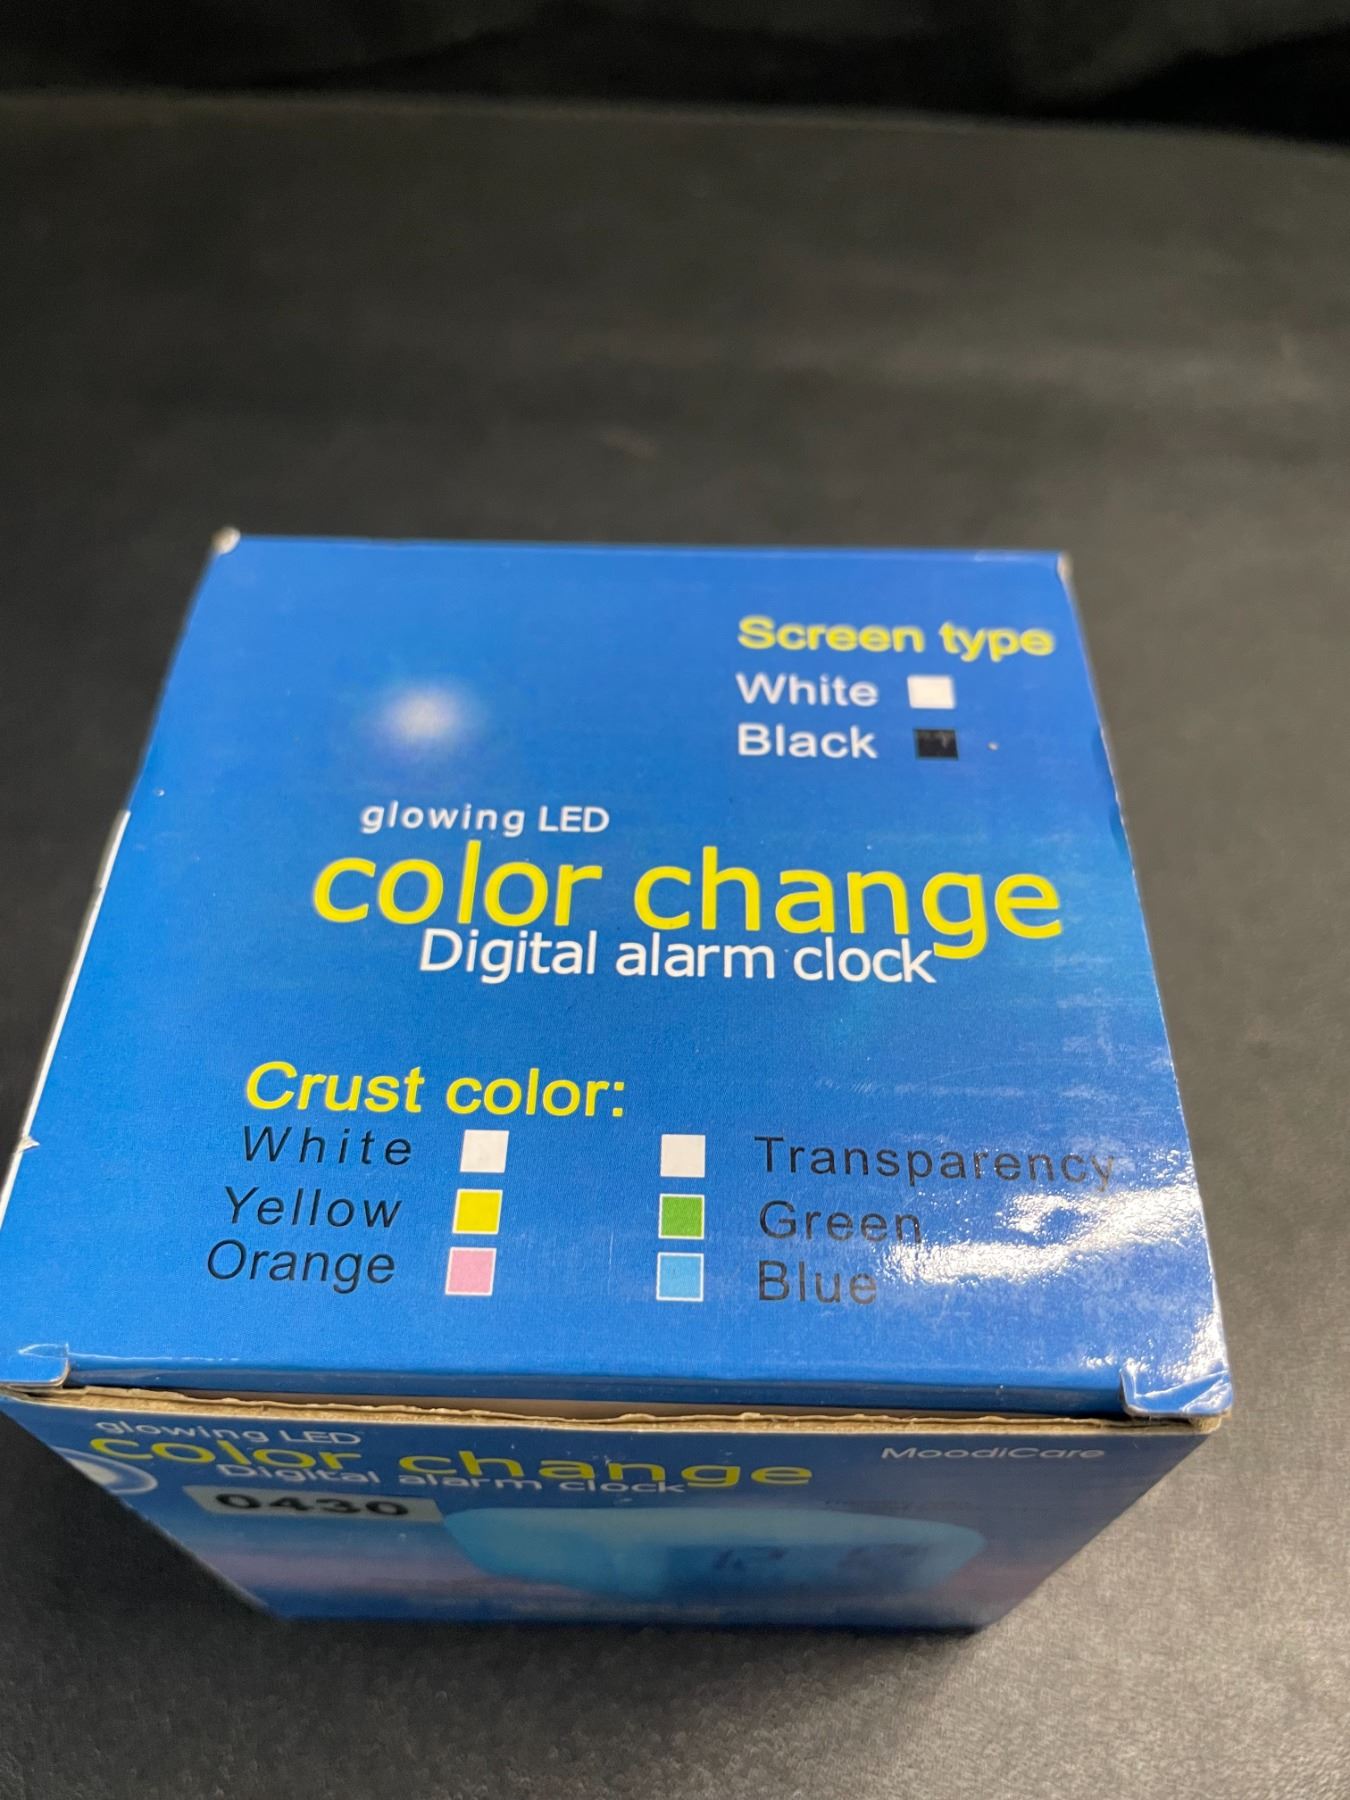 Screen type
White
Black
glowing LED
color change
Digital alarm clock
Crust color:
White
Transparency
Yellow
Green
Orange
Blue
glowing LED
color change
Digital alarm clock
MoodiCare
0430